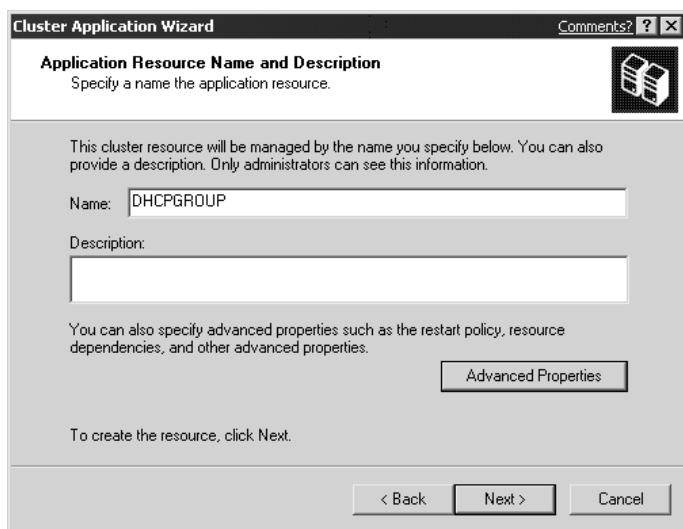 Cluster Application Wizard
Comments? ? X
Application Resource Name and Description
Specify a name the application resource.
This cluster resource will be managed by the name you specify below. You can also
provide a description. Only administrators can see this information.
Name: DHCPGROUP
Description:
You can also specify advanced properties such as the restart policy, resource
dependencies, and other advanced properties.
Advanced Properties
To create the resource, click Next.
< Back Next > Cancel